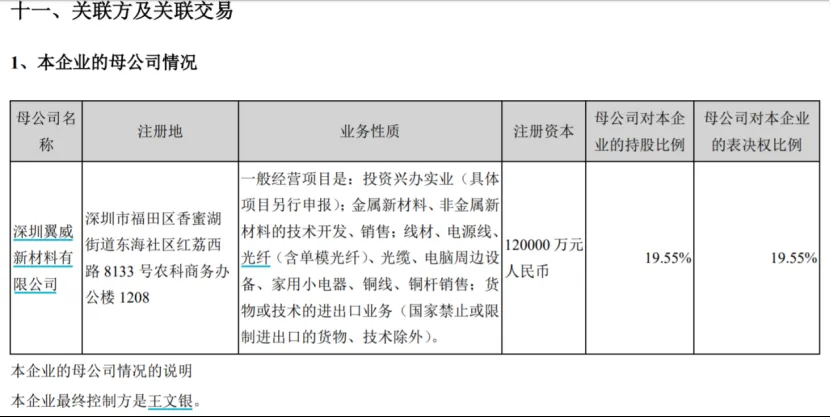 十一、关联方及关联交易
1、本企业的母公司情况
母公司名
称
注册地
业务性质
注册资本
母公司对本企
业的持股比例
母公司对本企业
的表决权比例
深圳翼威
新材料有
限公司
深圳市福田区香蜜湖
街道东海社区红荔西
路 8133 号农科商务办
公楼 1208
一般经营项目是：投资兴办实业（具体
项目另行申报）；金属新材料、非金属新
材料的技术开发、销售；线材、电源线、
光纤（含单模光纤）、光缆、电脑周边设
备、家用小电器、铜线、铜杆销售；货
物或技术的进出口业务（国家禁止或限
制进出口的货物、技术除外）。
120000 万元
人民币
19.55%
19.55%
本企业的母公司情况的说明
本企业最终控制方是王文银。